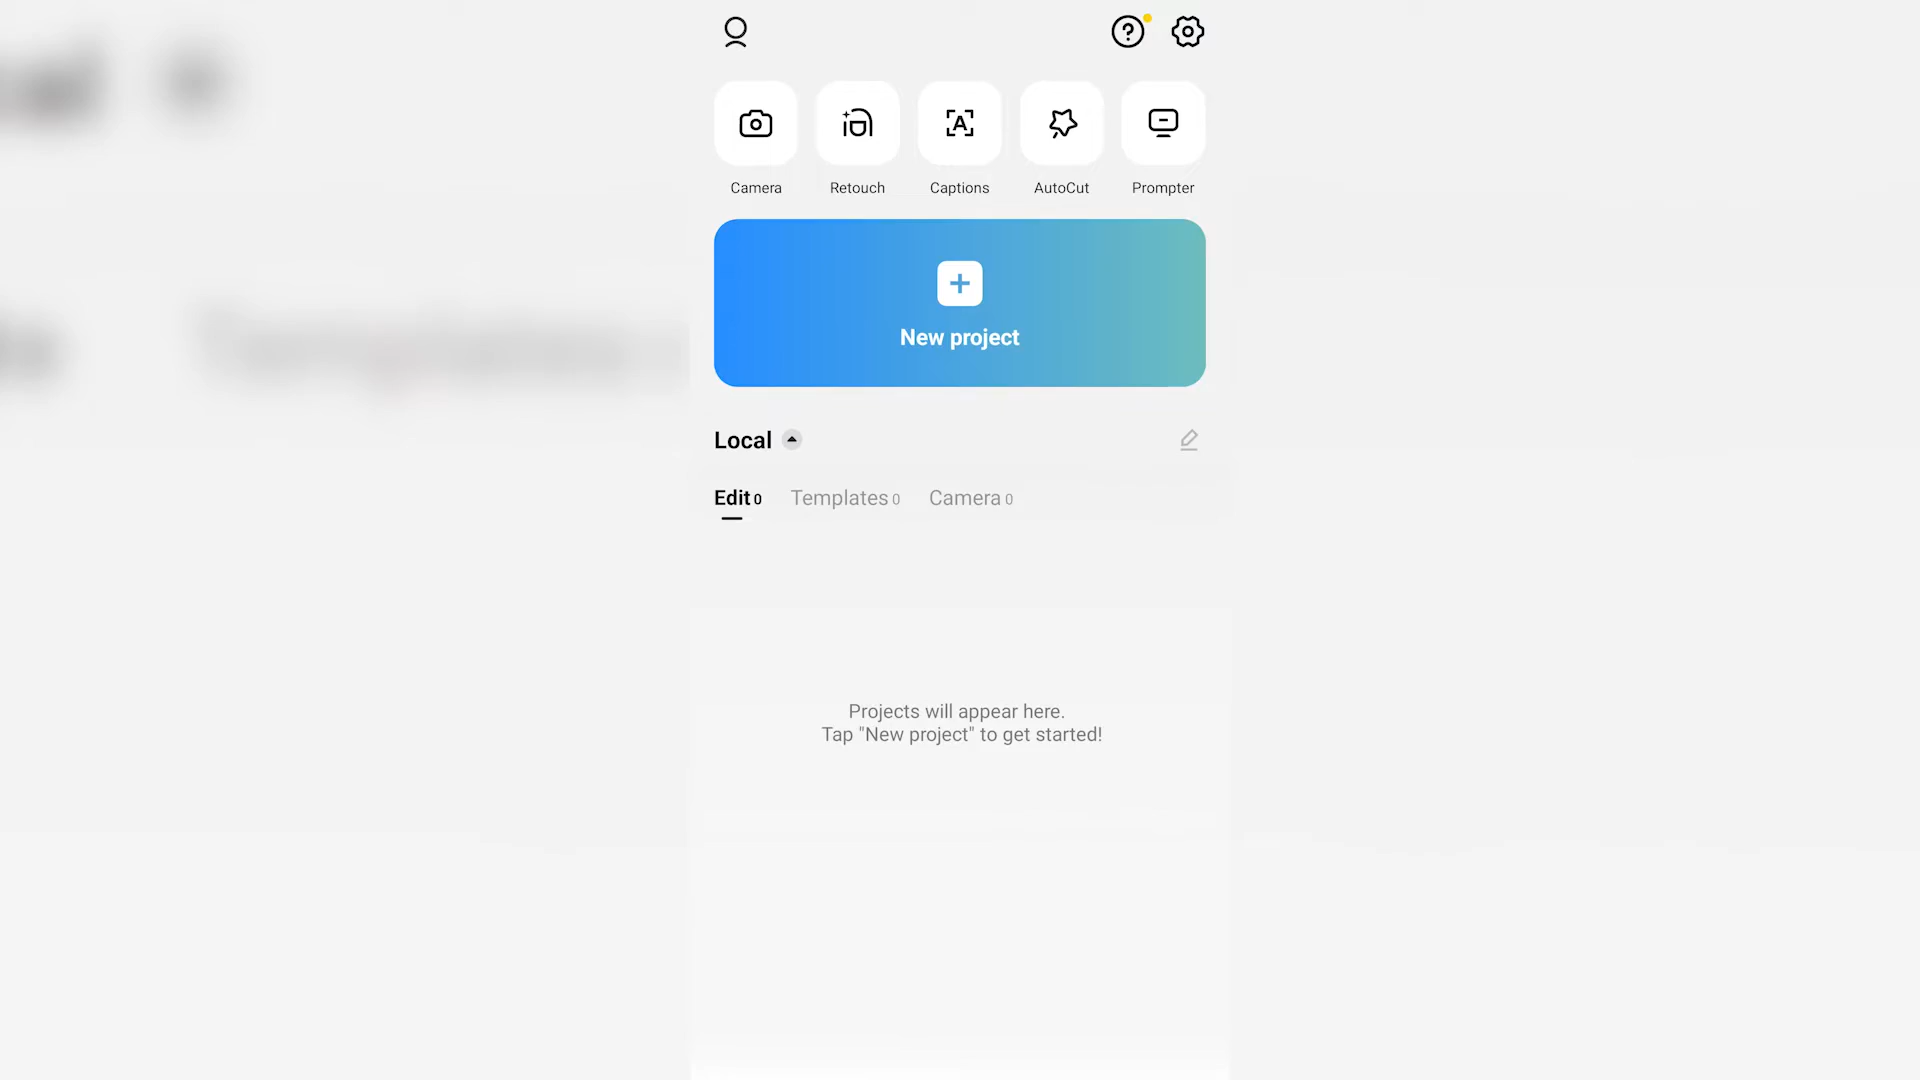 Camera
Retouch
Captions
AutoCut
Prompter
New project
Local
Edit 0
Templates 0
Camera 0
Projects will appear here.
Tap "New project" to get started!
Templates